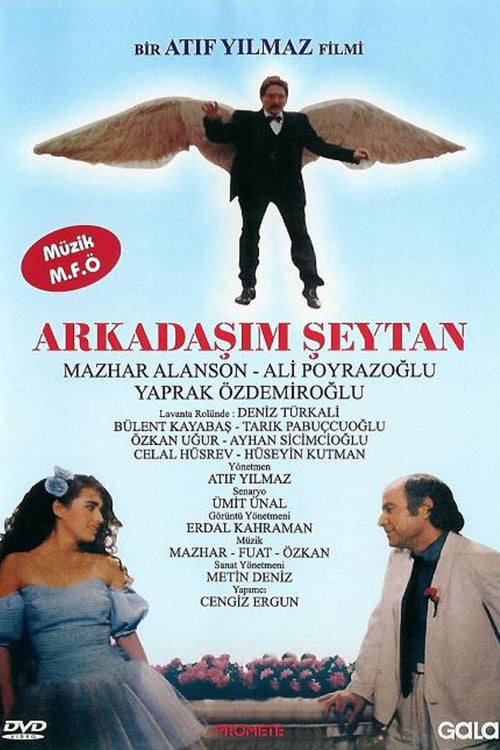 BİR ATIF YILMAZ FİLMİ
Müzik
M.F.Ö
ARKADAŞIM ŞEYTAN
MAZHAR ALANSON - ALİ POYRAZOĞLU
YAPRAK ÖZDEMİROĞLU
Lavanta Rolünde : DENİZ TÜRKALİ
BÜLENT KAYABAŞ - TARIK PABUÇCUOĞLU
ÖZKAN UĞUR - AYHAN SİCİMCİOĞLU
CELAL HÜSREV - HÜSEYİN KUTMAN
Yönetmen
ATIF YILMAZ
Senaryo
ÜMİT ÜNAL
Görüntü Yönetmeni
ERDAL KAHRAMAN
Müzik
MAZHAR - FUAT - ÖZKAN
Sanat Yönetmeni
METİN DENİZ
Yapımcı
CENGİZ ERGUN
DVD
VIDEO
PROMETE
GALA